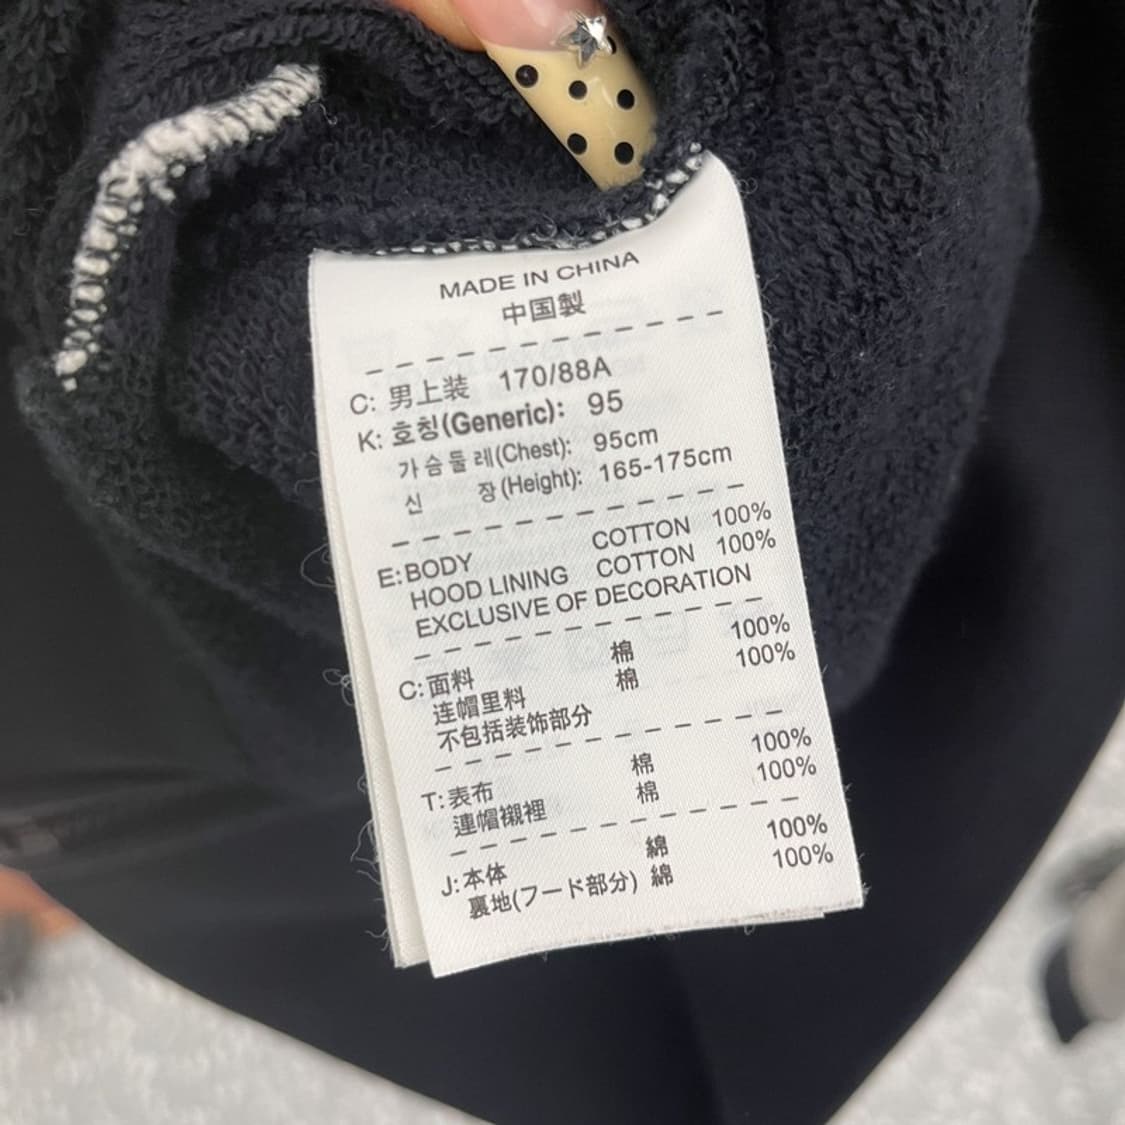 MADE IN CHINA
中国製
C: 男上装 170/88A
K: 호칭(Generic): 95
가슴둘레(Chest): 95cm
신 장(Height): 165-175cm
E: BODY COTTON 100%
HOOD LINING COTTON 100%
EXCLUSIVE OF DECORATION
C: 面料 棉 100%
连帽里料 棉 100%
不包括装饰部分
T: 表布 棉 100%
連帽襯裡 棉 100%
J: 本体 綿 100%
裏地(フード部分) 綿 100%